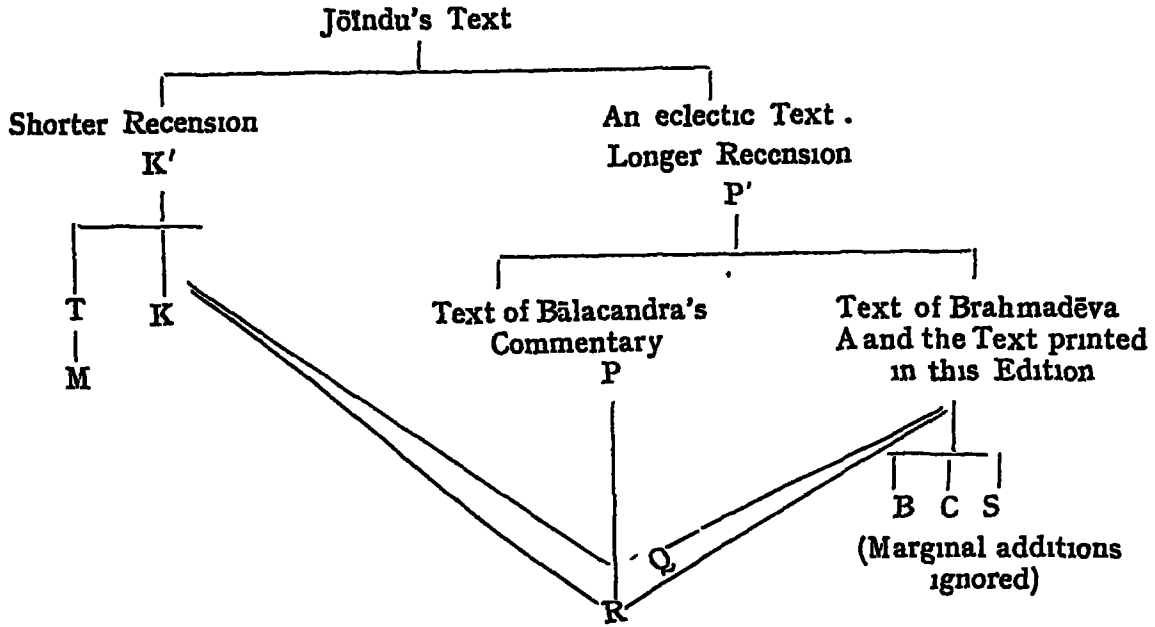 Jōïndu's Text
Shorter Recension
K'
An eclectic Text.
Longer Recension
P'
T K
M
Text of Bālacandra's
Commentary
P
Text of Brahmadēva
A and the Text printed
in this Edition
B C S
(Marginal additions
ignored)
Q
R